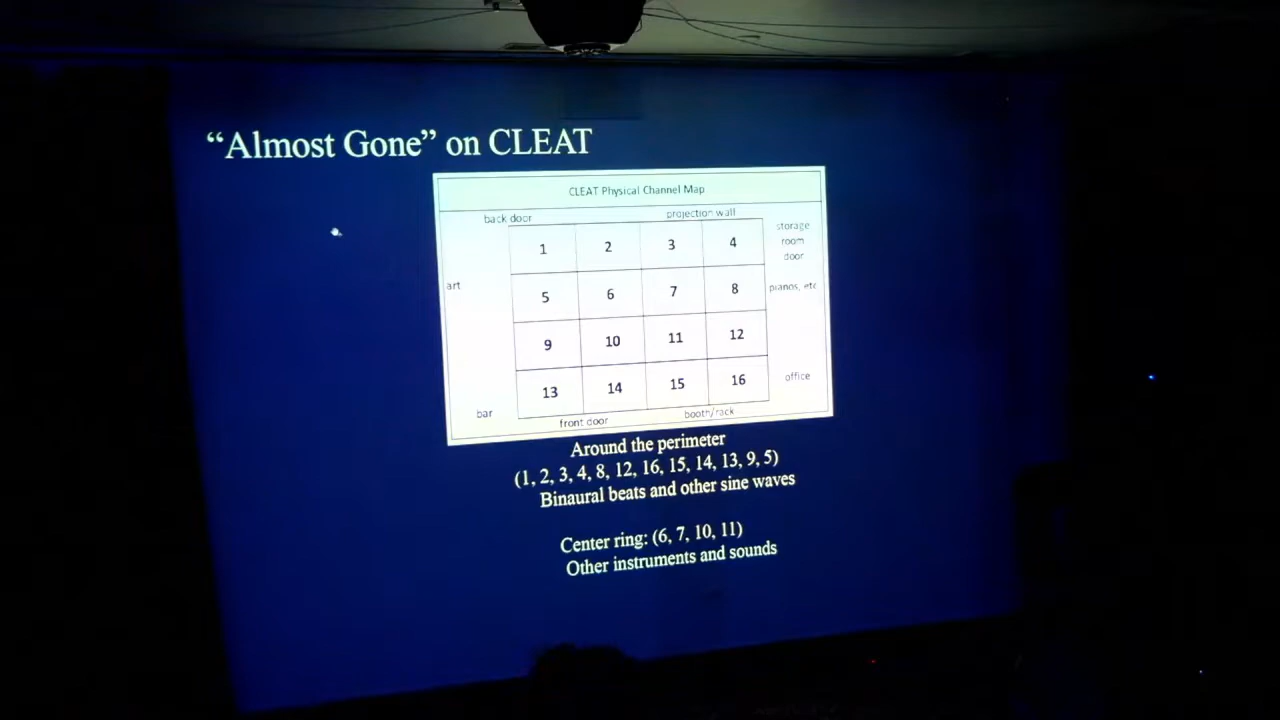 “Almost Gone” on CLEAT
CLEAT Physical Channel Map
back door projection wall
storage
room
door
1 2 3 4
art
5 6 7 8
pianos, etc
9 10 11 12
13 14 15 16
office
bar
front door booth/rack
Around the perimeter
(1, 2, 3, 4, 8, 12, 16, 15, 14, 13, 9, 5)
Binaural beats and other sine waves
Center ring: (6, 7, 10, 11)
Other instruments and sounds